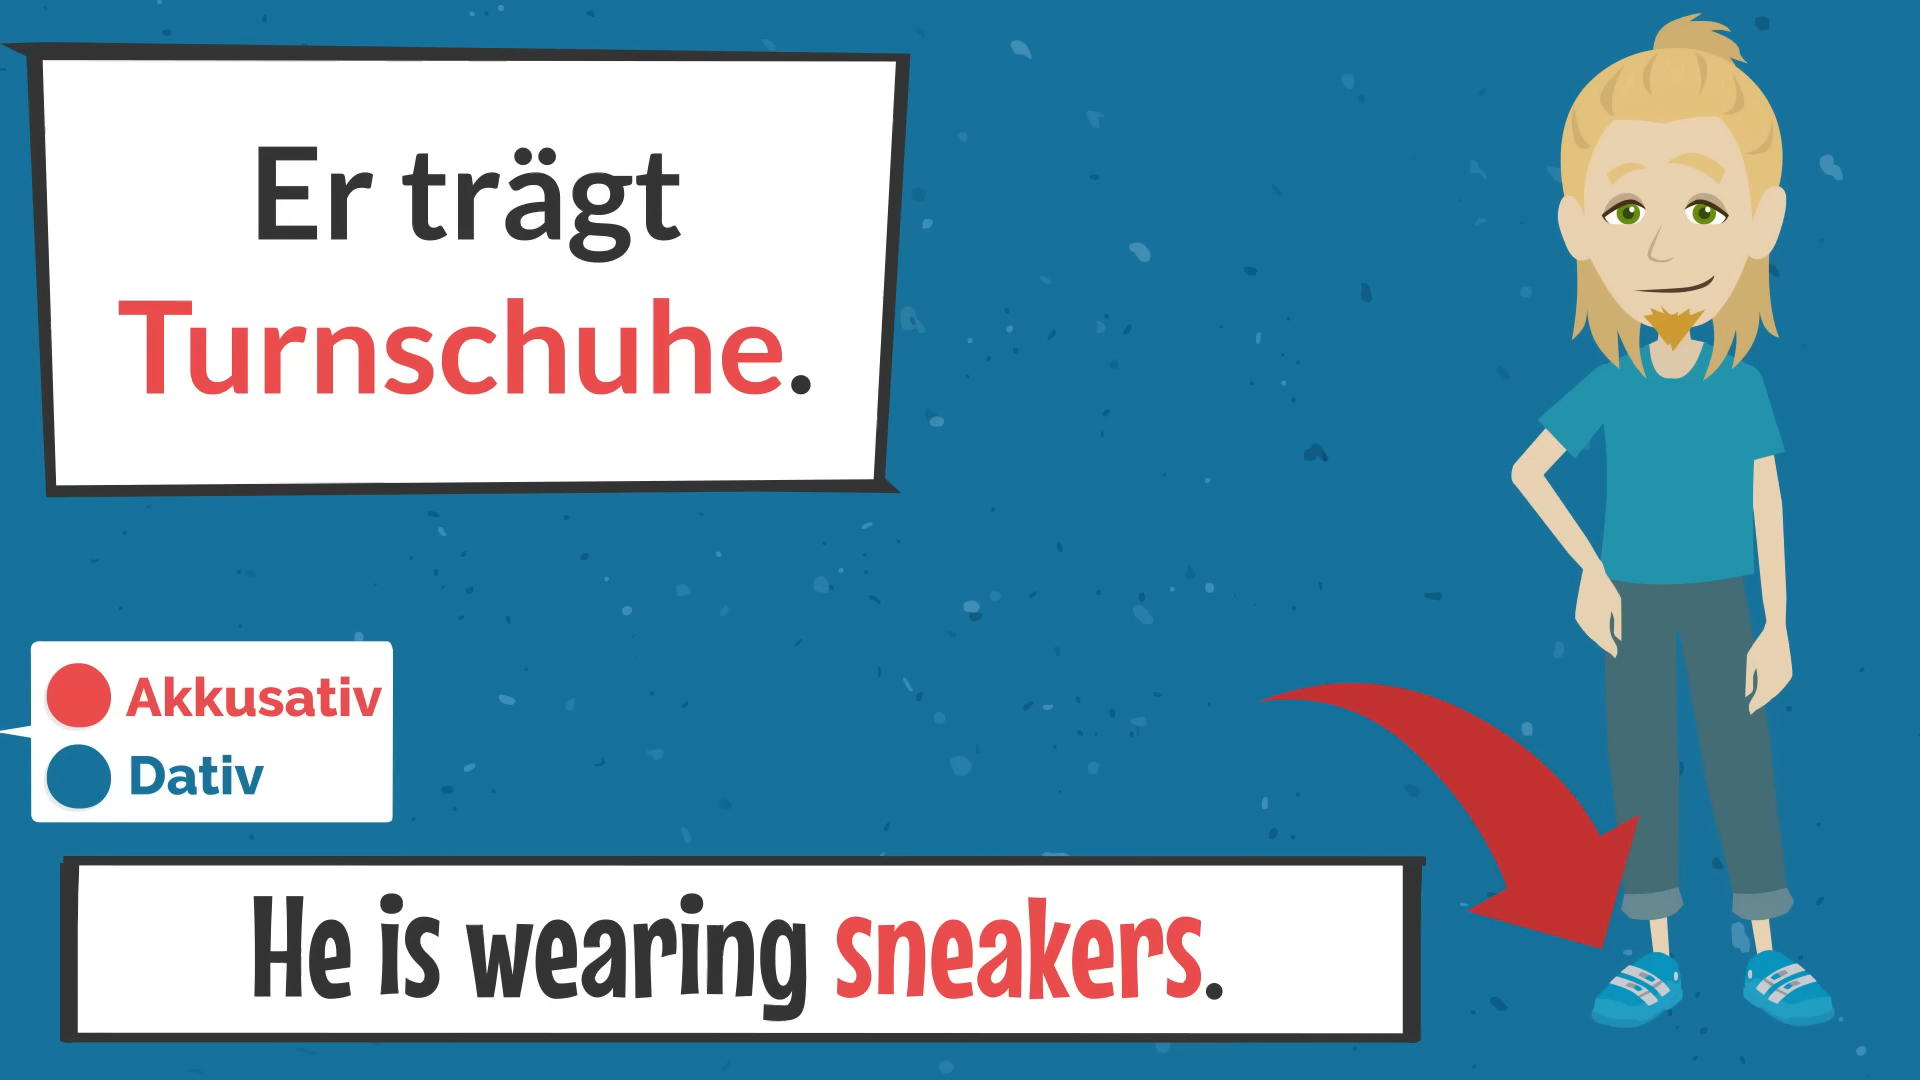 Er trägt
Turnschuhe.
Akkusativ
Dativ
He is wearing sneakers.